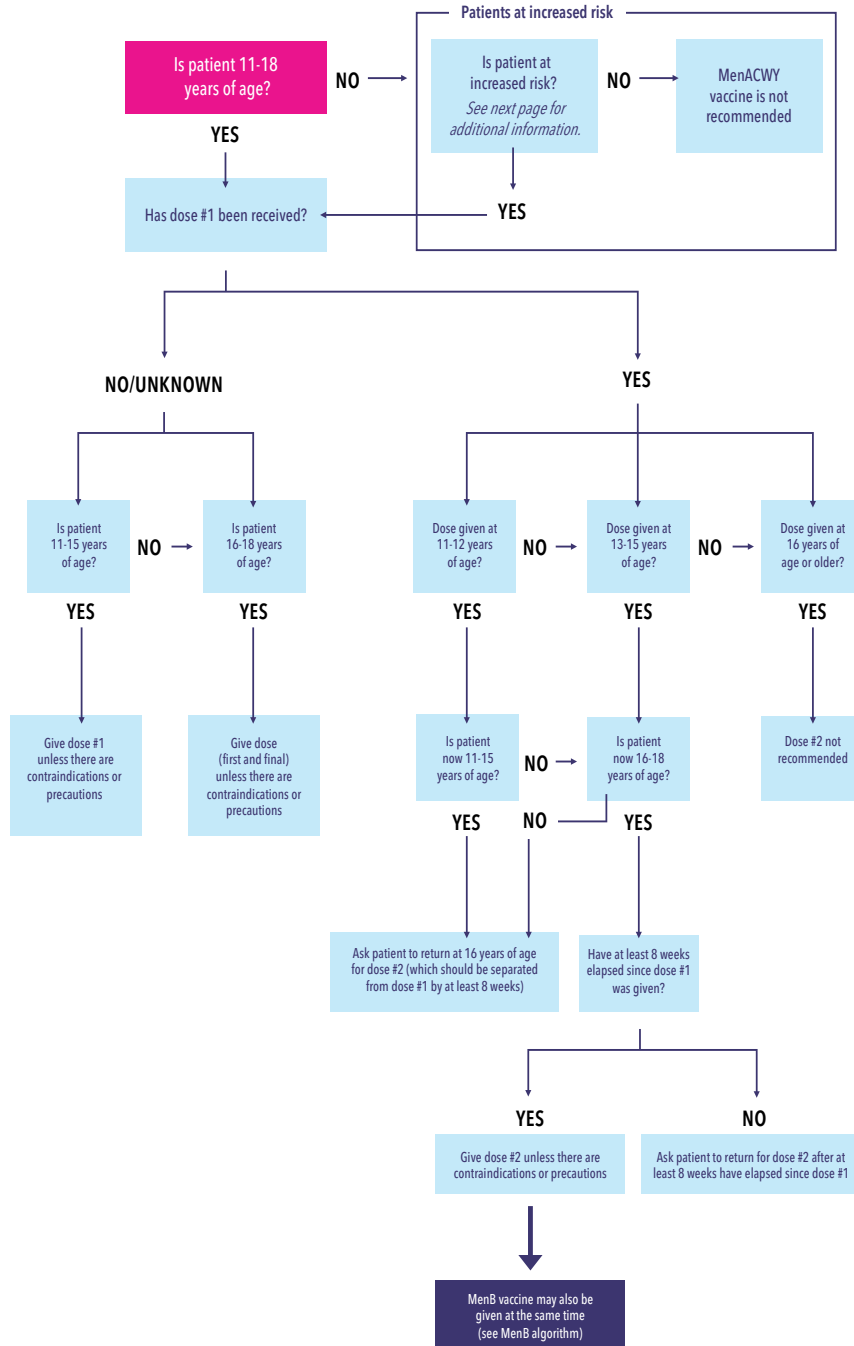 Patients at increased risk
Is patient 11-18
years of age?
NO
Is patient at
increased risk?
See next page for
additional information.
NO
MenACWY
vaccine is not
recommended
YES
Has dose #1 been received?
YES
NO/UNKNOWN
YES
Is patient
11-15 years
of age?
NO
Is patient
16-18 years
of age?
Dose given at
11-12 years
of age?
NO
Dose given at
13-15 years
of age?
NO
Dose given at
16 years of
age or older?
YES
YES
YES
YES
YES
Give dose #1
unless there are
contraindications or
precautions
Give dose
(first and final)
unless there are
contraindications or
precautions
Is patient
now 11-15
years of age?
NO
Is patient
now 16-18
years of age?
Dose #2 not
recommended
YES
NO
YES
Ask patient to return at 16 years of age
for dose #2 (which should be separated
from dose #1 by at least 8 weeks)
Have at least 8 weeks
elapsed since dose #1
was given?
YES
NO
Give dose #2 unless there are
contraindications or precautions
Ask patient to return for dose #2 after at
least 8 weeks have elapsed since dose #1
MenB vaccine may also be
given at the same time
(see MenB algorithm)